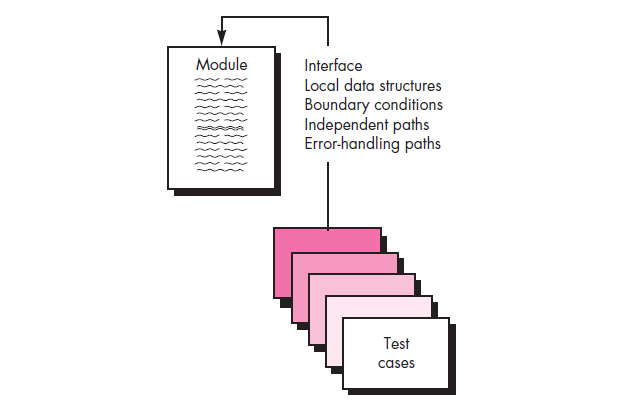 Module
Interface
Local data structures
Boundary conditions
Independent paths
Error-handling paths
Test
cases